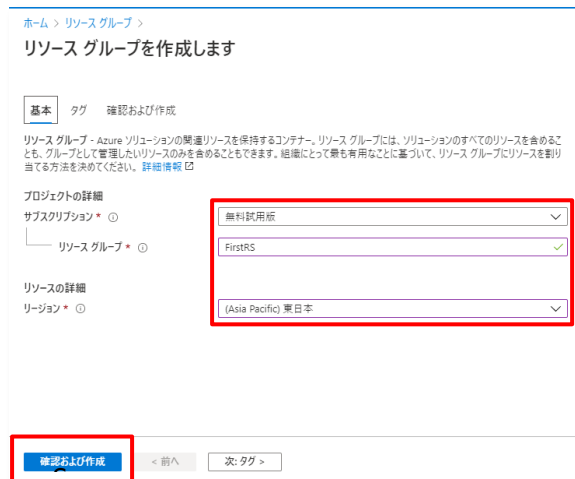 ホーム > リソース グループ >
リソース グループを作成します
基本 タグ 確認および作成
リソース グループ - Azure ソリューションの関連リソースを保持するコンテナー。リソース グループには、ソリューションのすべてのリソースを含めるこ
とも、グループとして管理したいリソースのみを含めることもできます。組織にとって最も有用なことに基づいて、リソース グループにリソースを割り
当てる方法を決めてください。 詳細情報
プロジェクトの詳細
サブスクリプション * 無料試用版
リソース グループ * FirstRS
リソースの詳細
リージョン * (Asia Pacific) 東日本
確認および作成 < 前へ 次: タグ >